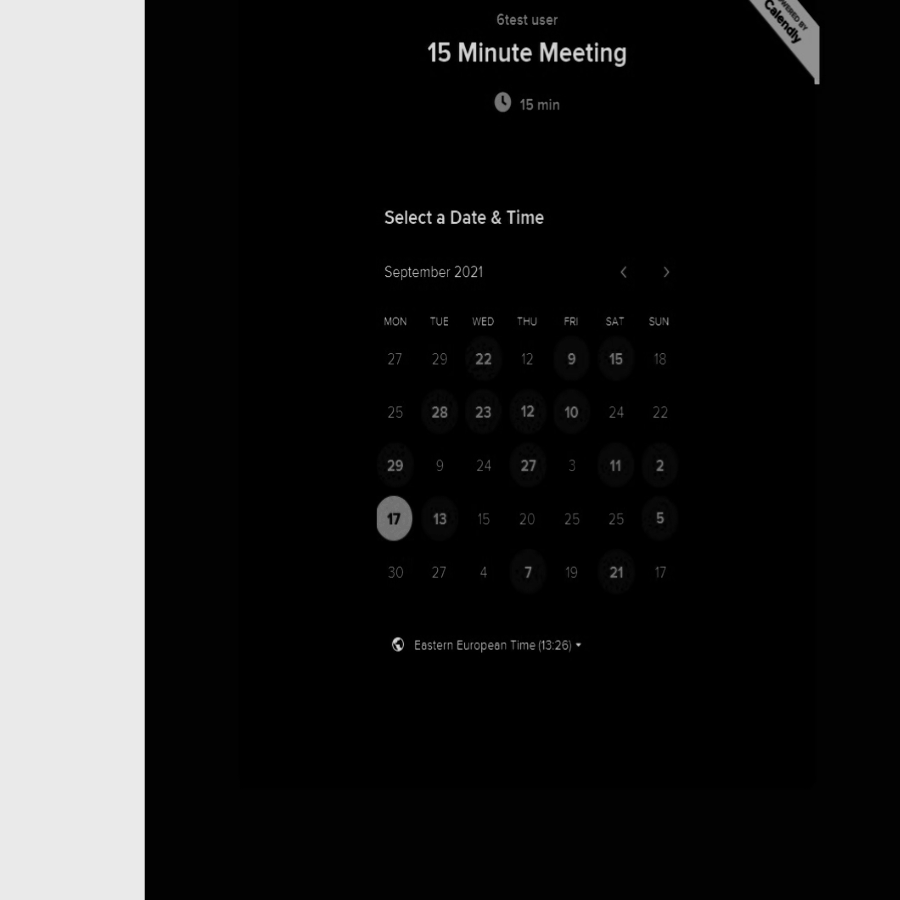 6test user
POWERED BY
Calendly
15 Minute Meeting
15 min
Select a Date & Time
September 2021
MON TUE WED THU FRI SAT SUN
27 29 22 12 9 15 18
25 28 23 12 10 24 22
29 9 24 27 3 11 2
17 13 15 20 25 25 5
30 27 4 7 19 21 17
Eastern European Time (13:26)